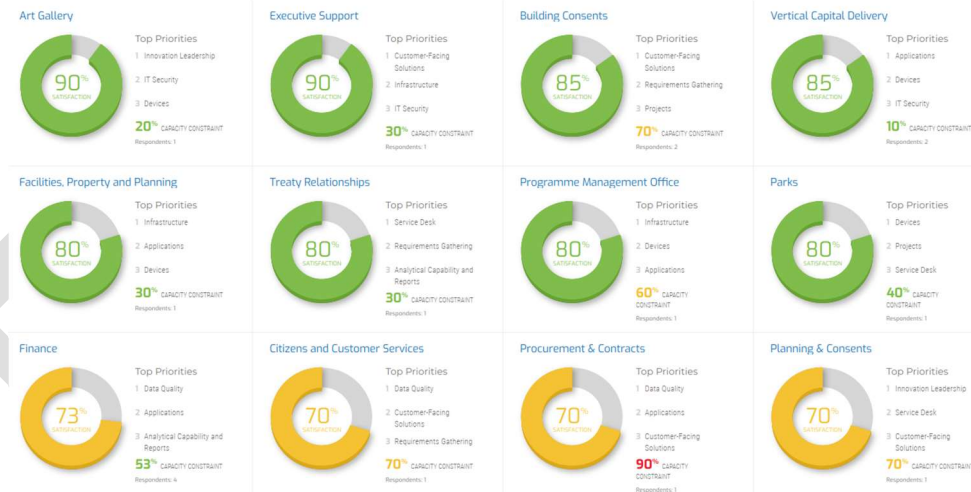 Art Gallery
90%
SATISFACTION
Top Priorities
1 Innovation Leadership
2 IT Security
3 Devices
20% CAPACITY CONSTRAINT
Respondents: 1
Executive Support
90%
SATISFACTION
Top Priorities
1 Customer-Facing
Solutions
2 Infrastructure
3 IT Security
30% CAPACITY CONSTRAINT
Respondents: 1
Building Consents
85%
SATISFACTION
Top Priorities
1 Customer-Facing
Solutions
2 Requirements Gathering
3 Projects
70% CAPACITY CONSTRAINT
Respondents: 2
Vertical Capital Delivery
85%
SATISFACTION
Top Priorities
1 Applications
2 Devices
3 IT Security
10% CAPACITY CONSTRAINT
Respondents: 2
Facilities, Property and Planning
80%
SATISFACTION
Top Priorities
1 Infrastructure
2 Applications
3 Devices
30% CAPACITY CONSTRAINT
Respondents: 1
Treaty Relationships
80%
SATISFACTION
Top Priorities
1 Service Desk
2 Requirements Gathering
3 Analytical Capability and
Reports
30% CAPACITY CONSTRAINT
Respondents: 1
Programme Management Office
80%
SATISFACTION
Top Priorities
1 Infrastructure
2 Devices
3 Applications
60% CAPACITY
CONSTRAINT
Respondents: 1
Parks
80%
SATISFACTION
Top Priorities
1 Devices
2 Projects
3 Service Desk
40% CAPACITY
CONSTRAINT
Respondents: 1
Finance
73%
SATISFACTION
Top Priorities
1 Data Quality
2 Applications
3 Analytical Capability and
Reports
53% CAPACITY CONSTRAINT
Respondents: 4
Citizens and Customer Services
70%
SATISFACTION
Top Priorities
1 Data Quality
2 Customer-Facing
Solutions
3 Requirements Gathering
70% CAPACITY CONSTRAINT
Respondents: 1
Procurement & Contracts
70%
SATISFACTION
Top Priorities
1 Data Quality
2 Applications
3 Customer-Facing
Solutions
90% CAPACITY
CONSTRAINT
Respondents: 1
Planning & Consents
70%
SATISFACTION
Top Priorities
1 Innovation Leadership
2 Service Desk
3 Customer-Facing
Solutions
70% CAPACITY CONSTRAINT
Respondents: 1